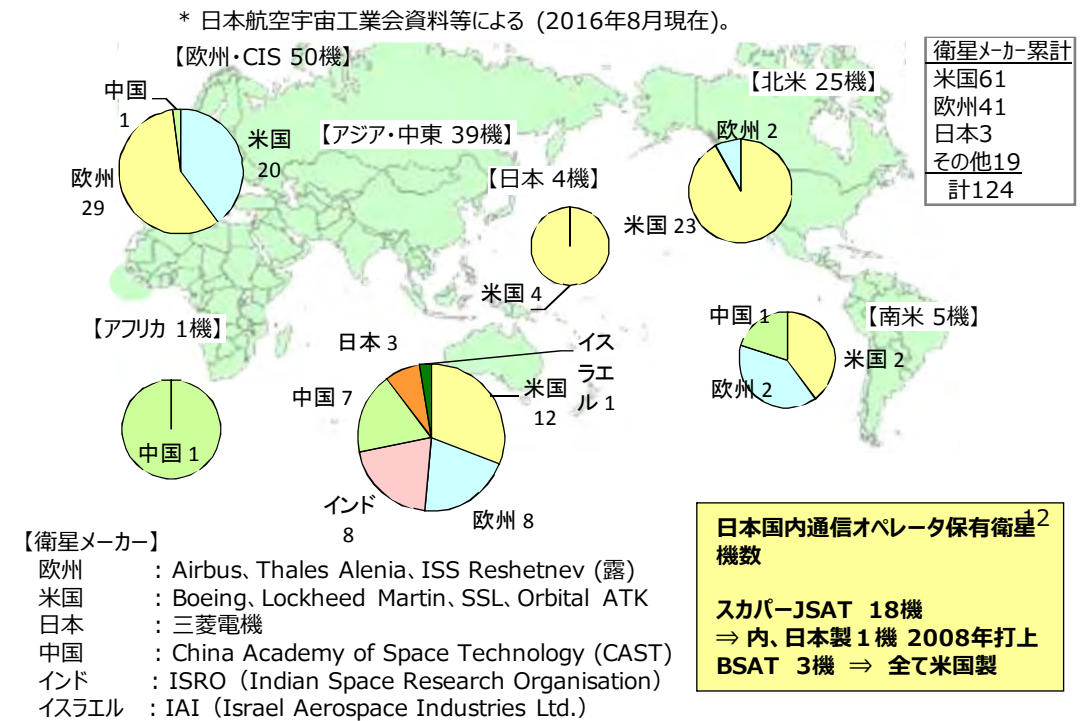 * 日本航空宇宙工業会資料等による (2016年8月現在)。
【欧州・CIS 50機】
中国
1
米国
20
欧州
29
【アジア・中東 39機】
【日本 4機】
米国 4
【北米 25機】
欧州 2
米国 23
衛星メーカー累計
米国61
欧州41
日本3
その他19
計124
【アフリカ 1機】
中国 1
日本 3
イス
ラエ
ル 1
中国 7
米国
12
インド
8
欧州 8
【南米 5機】
中国 1
米国 2
欧州 2
【衛星メーカー】
欧州 : Airbus、Thales Alenia、ISS Reshetnev (露)
米国 : Boeing、Lockheed Martin、SSL、Orbital ATK
日本 : 三菱電機
中国 : China Academy of Space Technology (CAST)
インド : ISRO（Indian Space Research Organisation）
イスラエル : IAI（Israel Aerospace Industries Ltd.）
12
日本国内通信オペレータ保有衛星
機数
スカパーJSAT 18機
⇒ 内、日本製１機 2008年打上
BSAT 3機 ⇒ 全て米国製